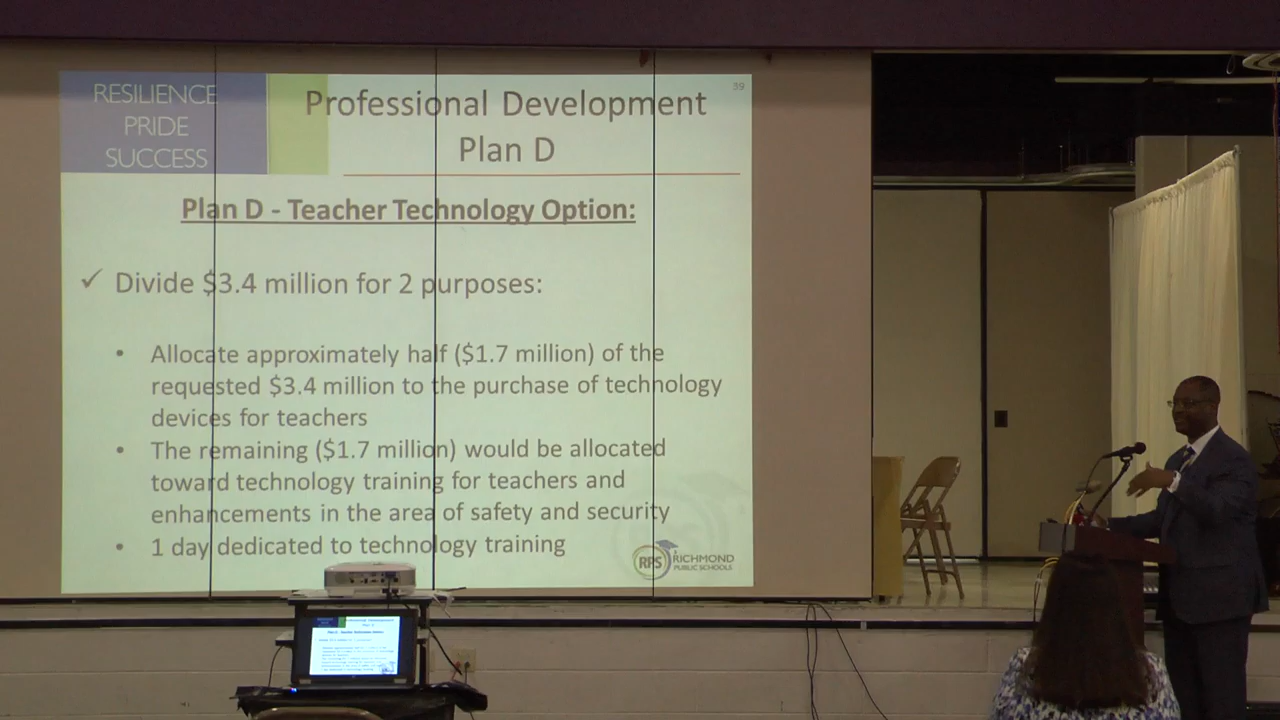 RESILIENCE
PRIDE
SUCCESS
39
Professional Development
Plan D
Plan D - Teacher Technology Option:
✓ Divide $3.4 million for 2 purposes:
• Allocate approximately half ($1.7 million) of the
requested $3.4 million to the purchase of technology
devices for teachers
• The remaining ($1.7 million) would be allocated
toward technology training for teachers and
enhancements in the area of safety and security
• 1 day dedicated to technology training
RPS
RICHMOND
PUBLIC SCHOOLS